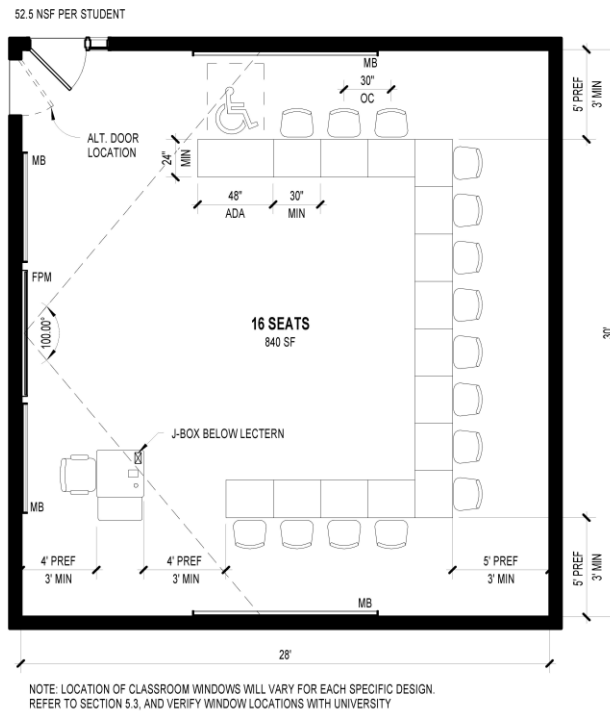 52.5 NSF PER STUDENT
MB
30"
OC
5' PREF
3' MIN
ALT. DOOR
LOCATION
24"
MIN
MB
48"
ADA
30"
MIN
FPM
100.00°
16 SEATS
840 SF
30'
J-BOX BELOW LECTERN
MB
4' PREF
3' MIN
4' PREF
3' MIN
5' PREF
3' MIN
5' PREF
3' MIN
MB
28'
NOTE: LOCATION OF CLASSROOM WINDOWS WILL VARY FOR EACH SPECIFIC DESIGN.
REFER TO SECTION 5.3, AND VERIFY WINDOW LOCATIONS WITH UNIVERSITY